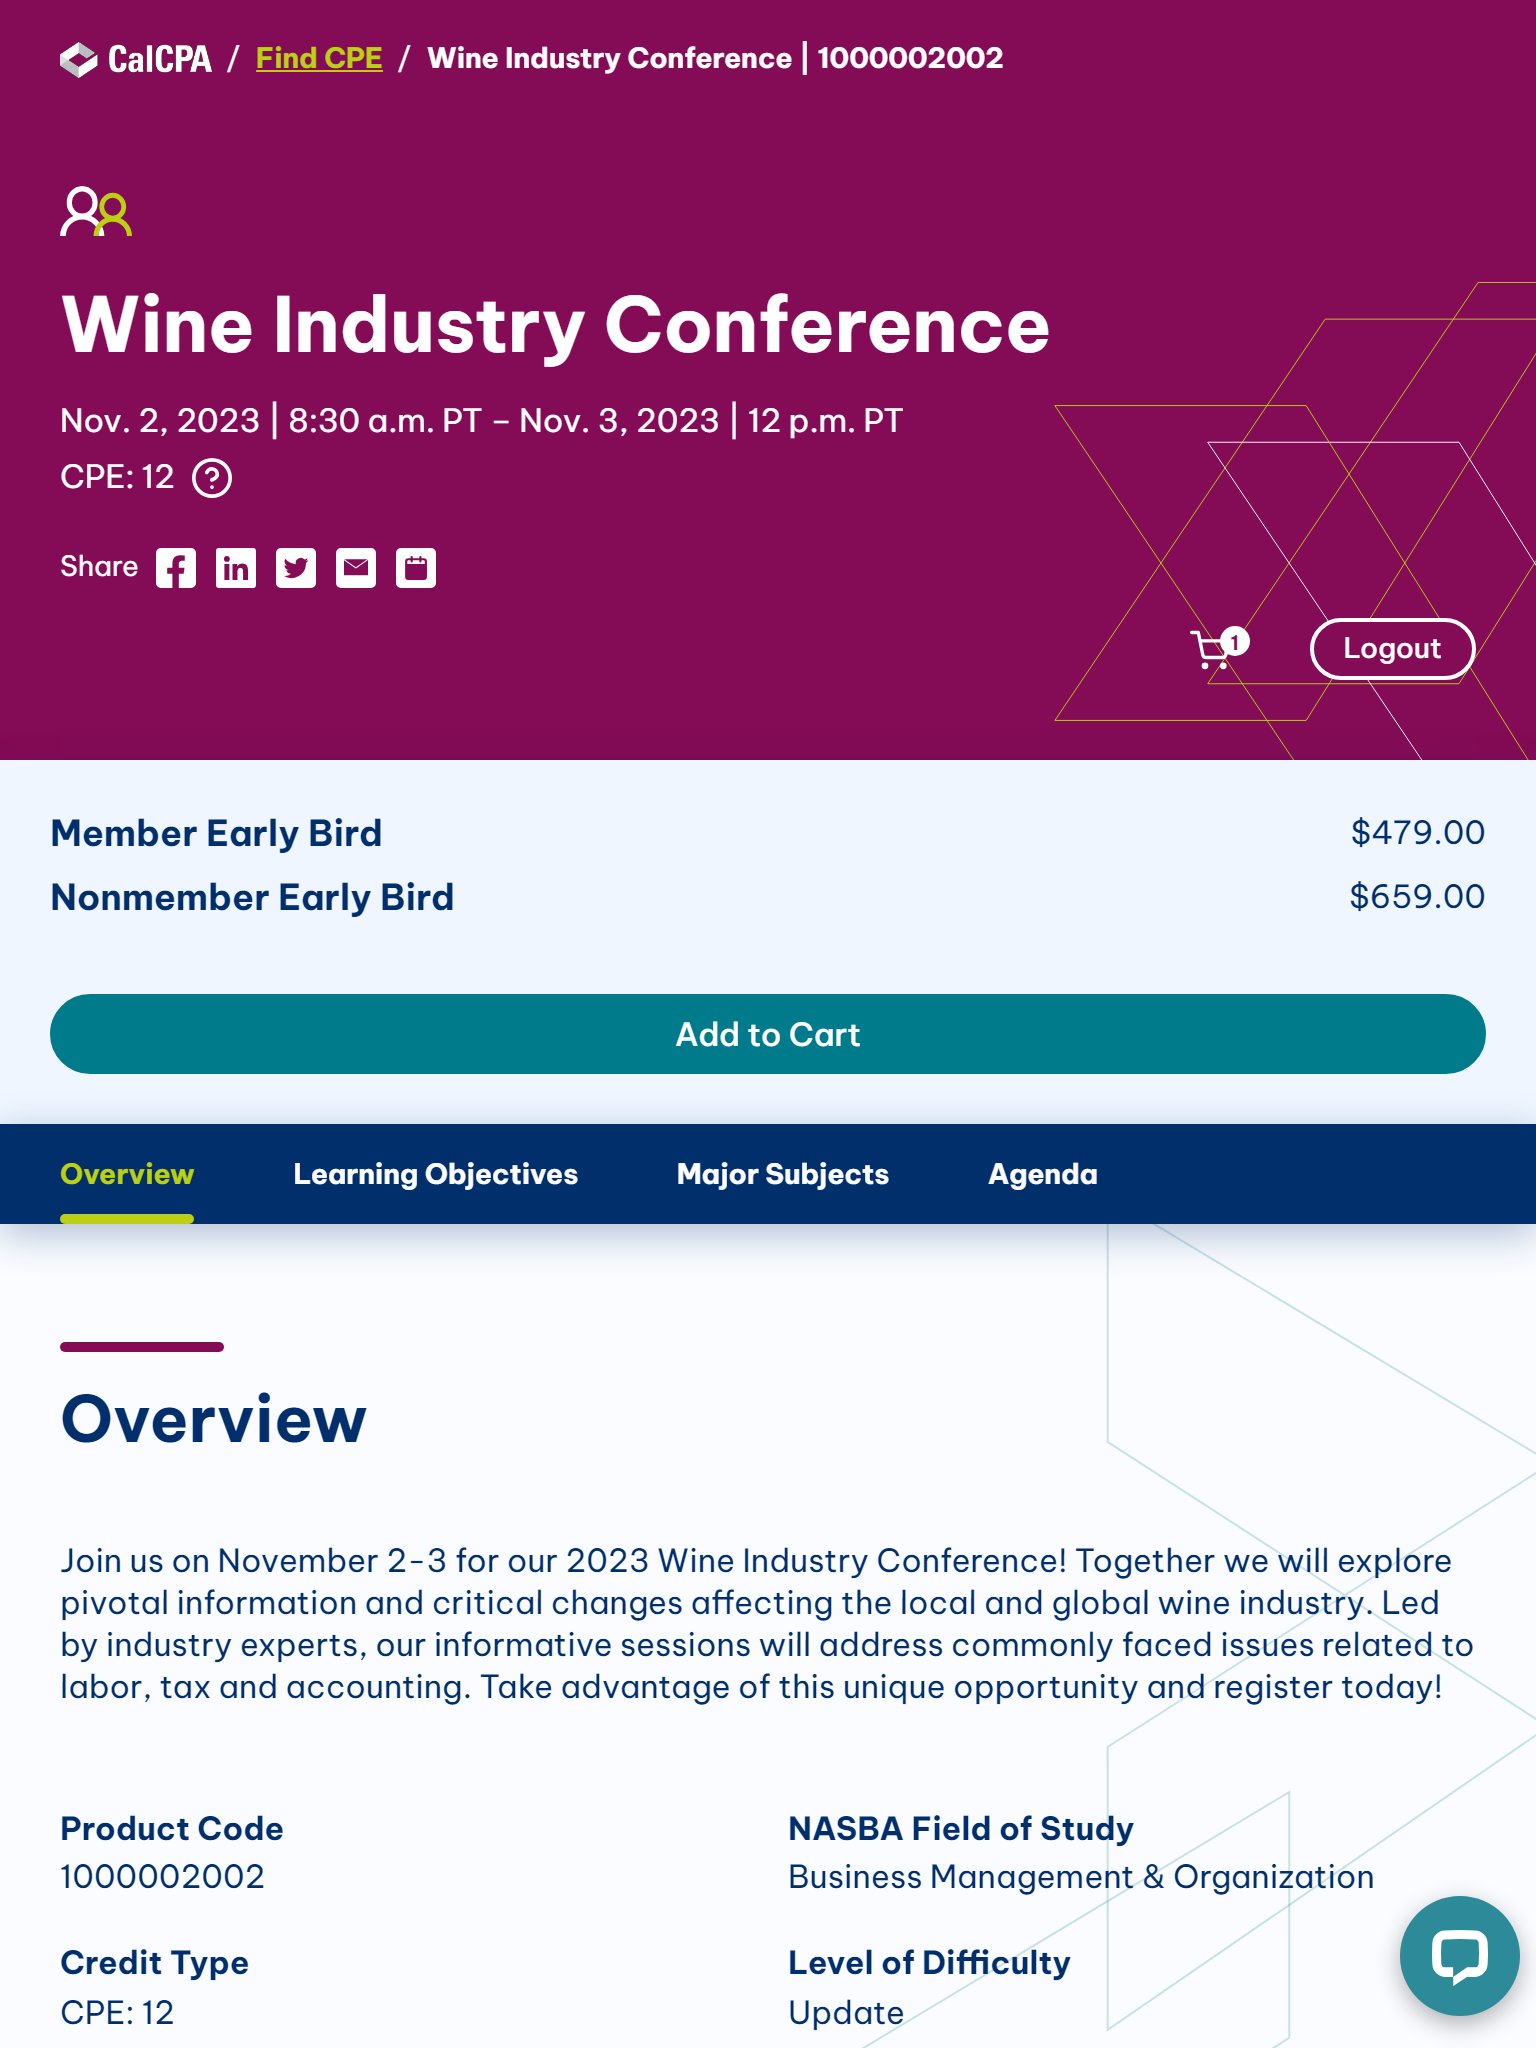 CalCPA / Find CPE / Wine Industry Conference | 1000002002
Wine Industry Conference
Nov. 2, 2023 | 8:30 a.m. PT – Nov. 3, 2023 | 12 p.m. PT
CPE: 12 ?
Share
1
Logout
Member Early Bird $479.00
Nonmember Early Bird $659.00
Add to Cart
Overview Learning Objectives Major Subjects Agenda
Overview
Join us on November 2-3 for our 2023 Wine Industry Conference! Together we will explore
pivotal information and critical changes affecting the local and global wine industry. Led
by industry experts, our informative sessions will address commonly faced issues related to
labor, tax and accounting. Take advantage of this unique opportunity and register today!
Product Code
1000002002
NASBA Field of Study
Business Management & Organization
Credit Type
CPE: 12
Level of Difficulty
Update